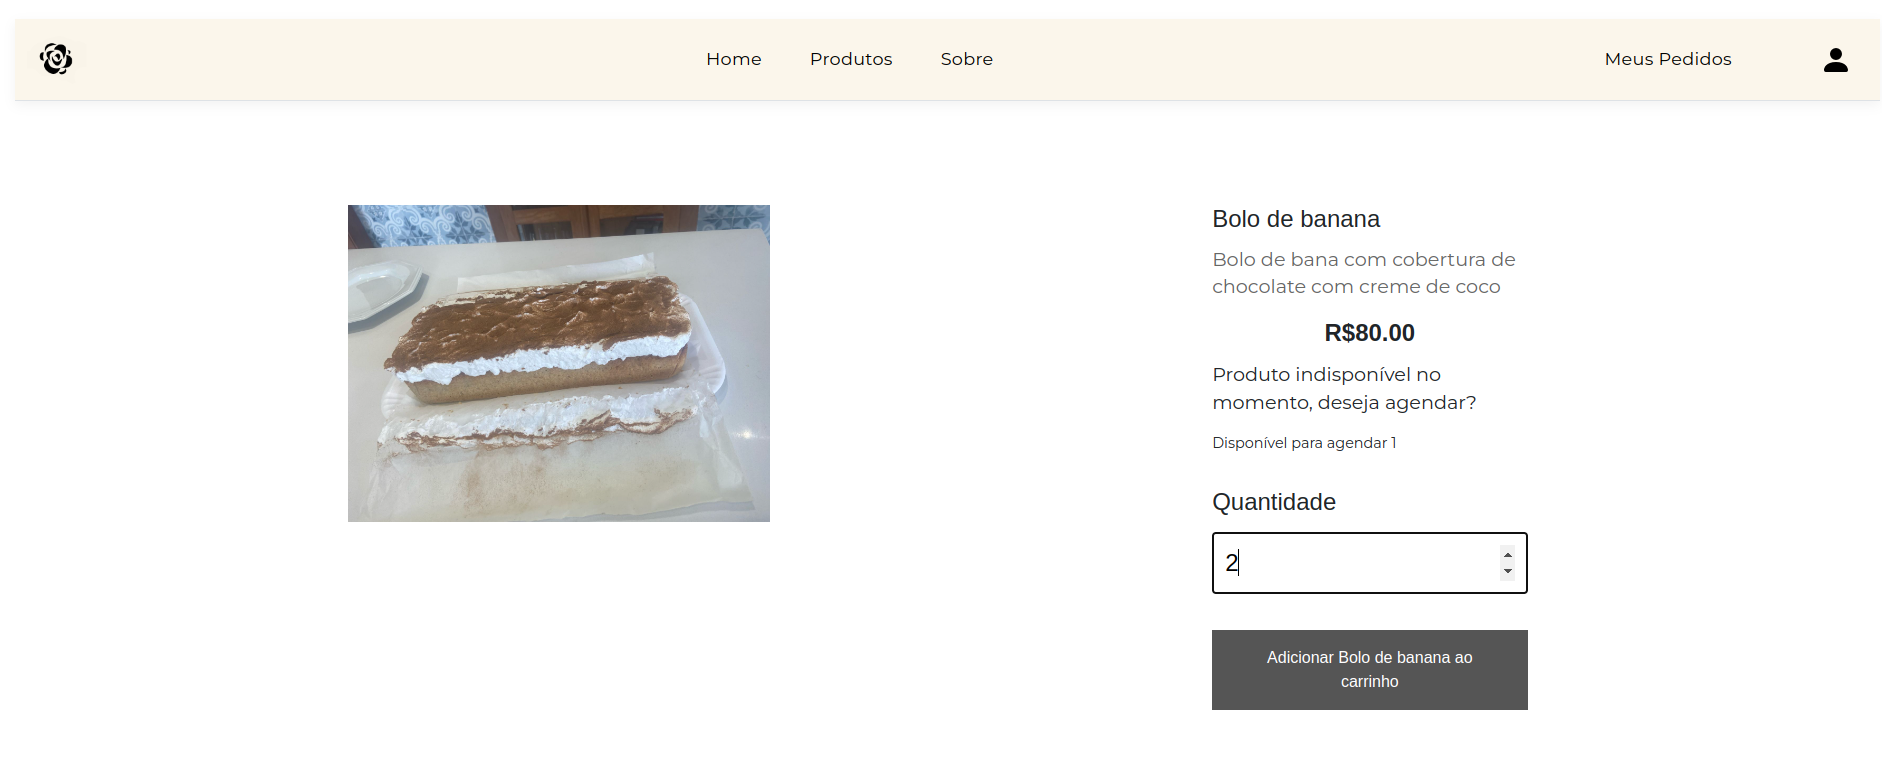 Home Produtos Sobre Meus Pedidos
Bolo de banana
Bolo de bana com cobertura de
chocolate com creme de coco
R$80.00
Produto indisponível no
momento, deseja agendar?
Disponível para agendar 1
Quantidade
2
Adicionar Bolo de banana ao
carrinho